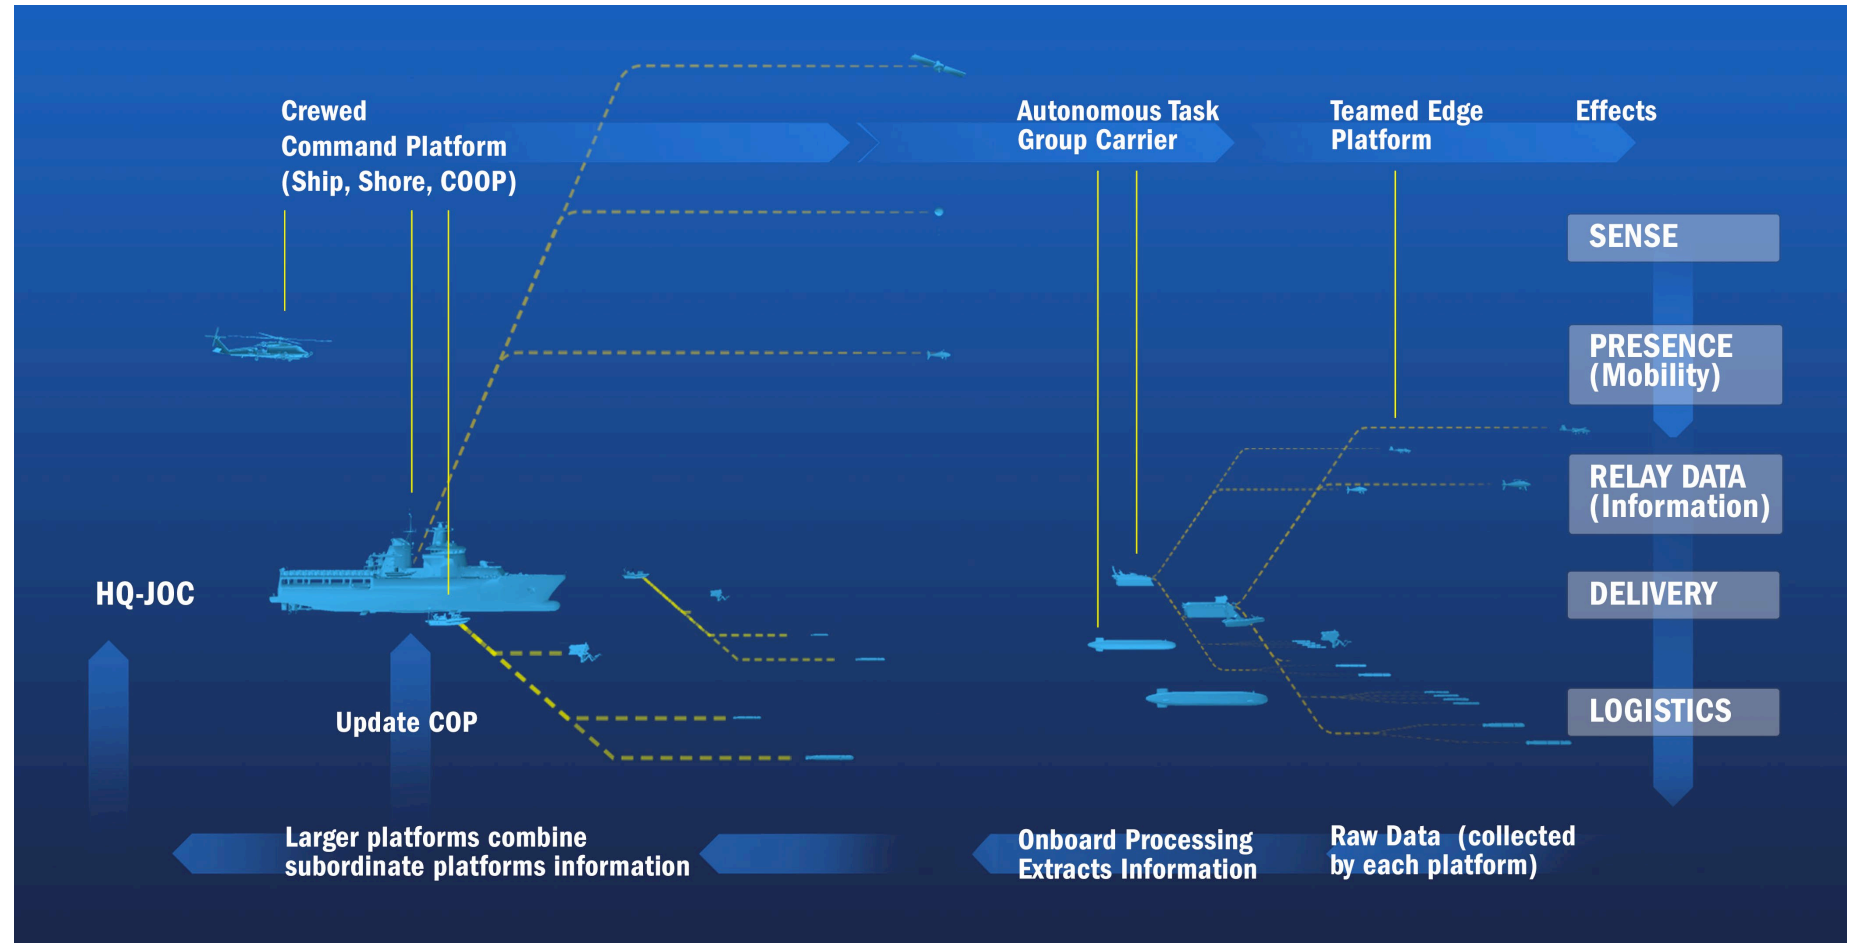 Crewed
Command Platform
(Ship, Shore, COOP)
Autonomous Task
Group Carrier
Teamed Edge
Platform
Effects
SENSE
PRESENCE
(Mobility)
RELAY DATA
(Information)
DELIVERY
LOGISTICS
HQ-JOC
Update COP
Larger platforms combine
subordinate platforms information
Onboard Processing
Extracts Information
Raw Data (collected
by each platform)